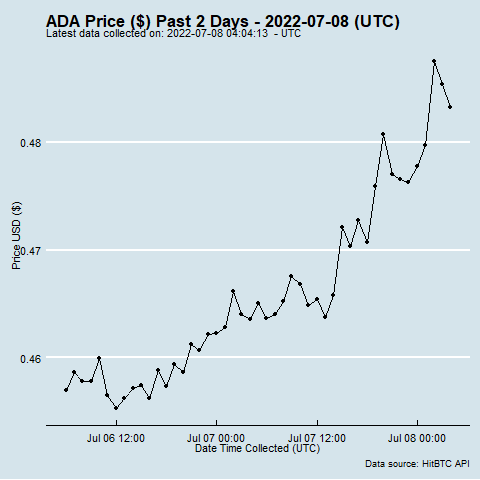 ADA Price ($) Past 2 Days - 2022-07-08 (UTC)
Latest data collected on: 2022-07-08 04:04:13 - UTC
0.48
0.47
0.46
Price USD ($)
Jul 06 12:00 Jul 07 00:00 Jul 07 12:00 Jul 08 00:00
Date Time Collected (UTC)
Data source: HitBTC API